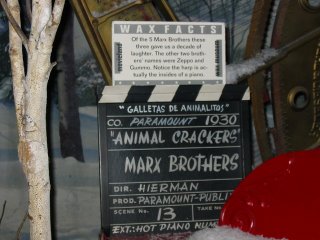 WAX FACTS
Of the 5 Marx Brothers these
three gave us a decade of
laughter. The other two broth-
ers' names were Zeppo and
Gummo. Notice the harp is ac-
tually the insides of a piano.
"GALLETAS DE ANIMALITOS"
CO. PARAMOUNT 1930
"ANIMAL CRACKERS"
MARX BROTHERS
DIR. HIERMAN
PROD. PARAMOUNT-PUBLI
SCENE No. 13 TAKE No.
EXT.: HOT PIANO NUM